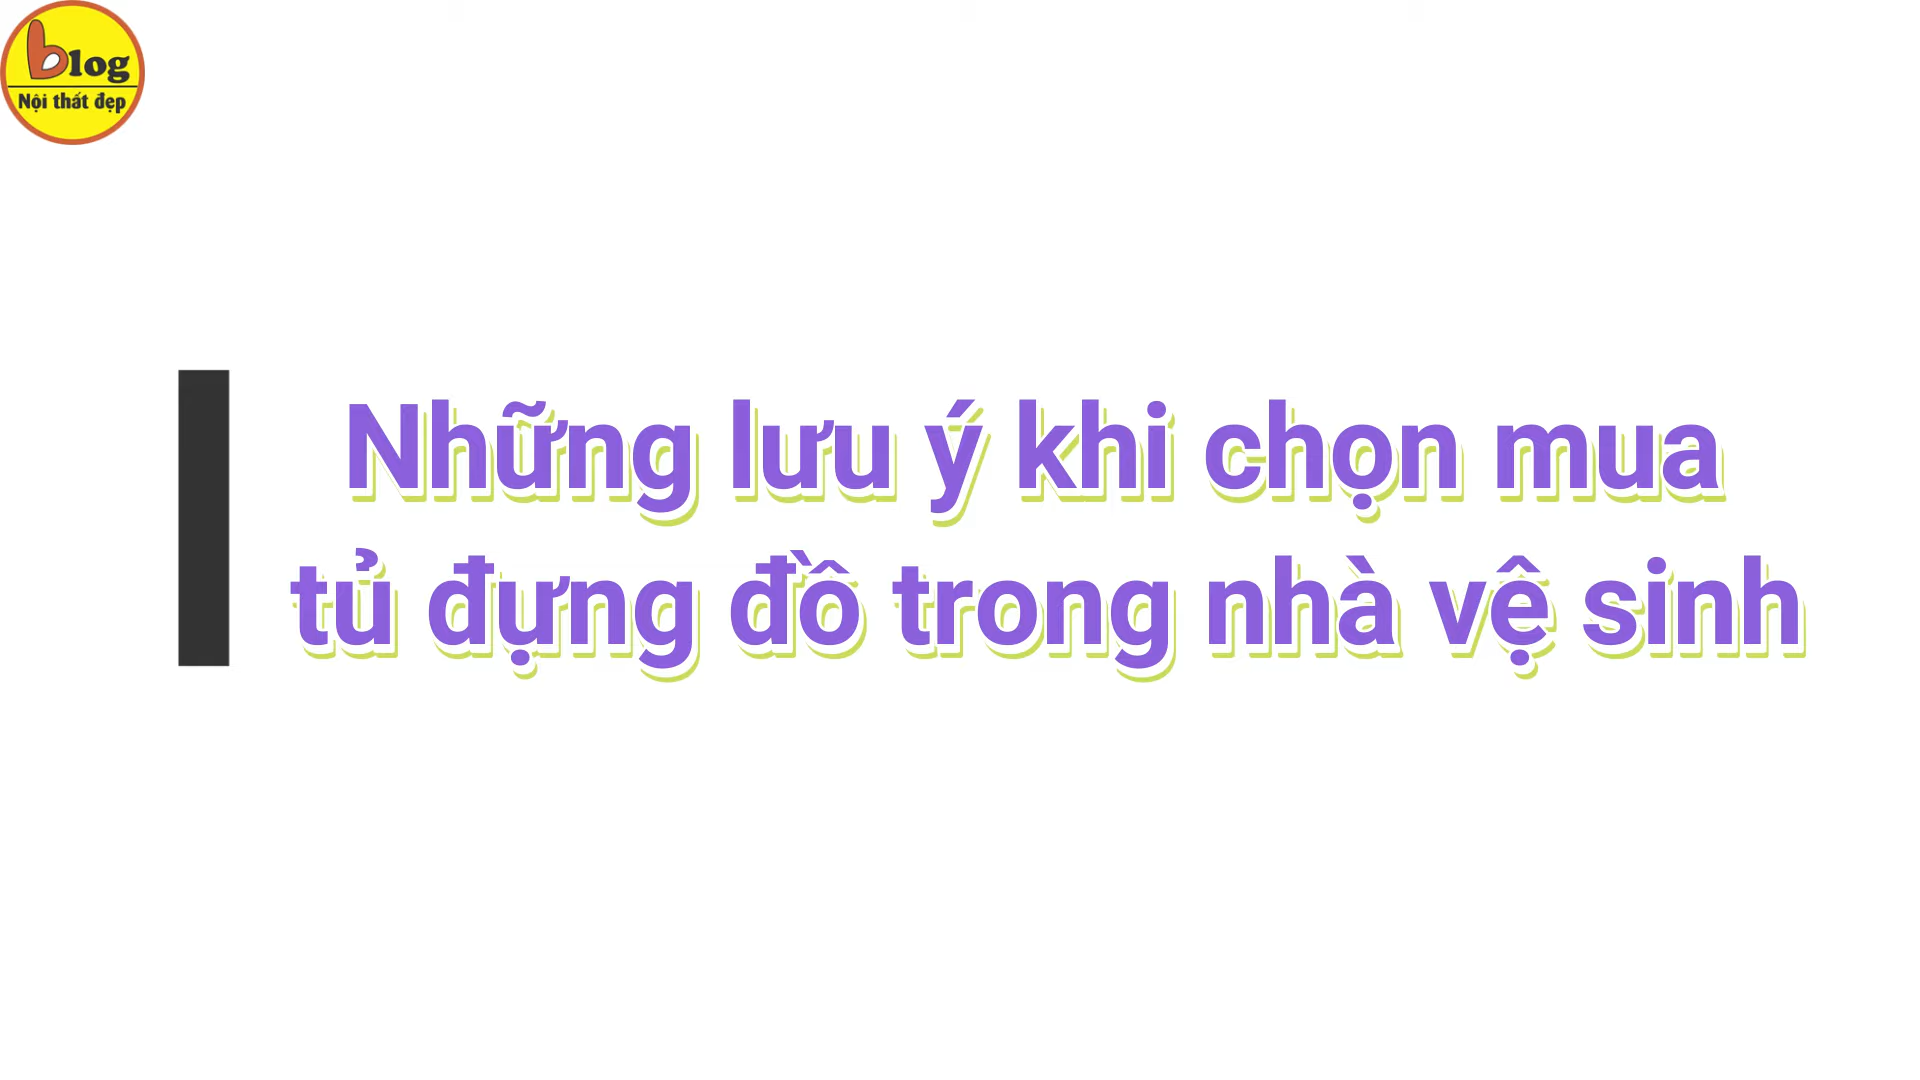 blog
Nội thất đẹp
Những lưu ý khi chọn mua
tủ đựng đồ trong nhà vệ sinh